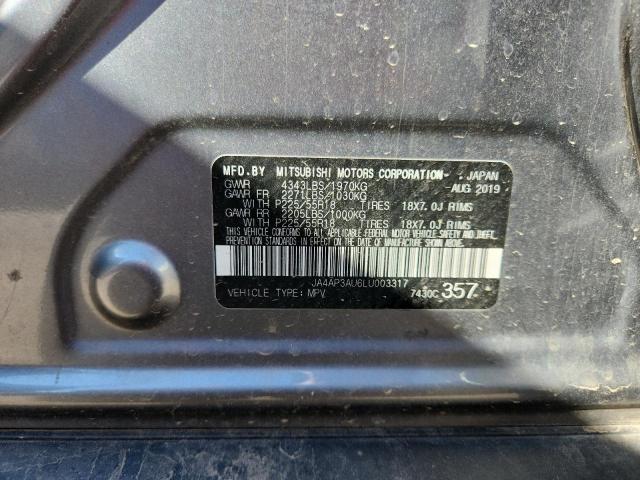 MFD.BY MITSUBISHI MOTORS CORPORATION- JAPAN
GVWR 4343LBS/1970KG AUG 2019
GAWR FR 2271LBS/1030KG
WITH P225/55R18 TIRES 18X7.0J RIMS
GAWR RR 2205LBS/1000KG
WITH P225/55R18 TIRES 18X7.0J RIMS
THIS VEHICLE CONFORMS TO ALL APPLICABLE FEDERAL MOTOR VEHICLE SAFETY AND THEFT
PREVENTION STANDARDS IN EFFECT ON THE DATE OF MANUFACTURE SHOWN ABOVE.
JA4AP3AU6LU003317
VEHICLE TYPE: MPV 7430C 357